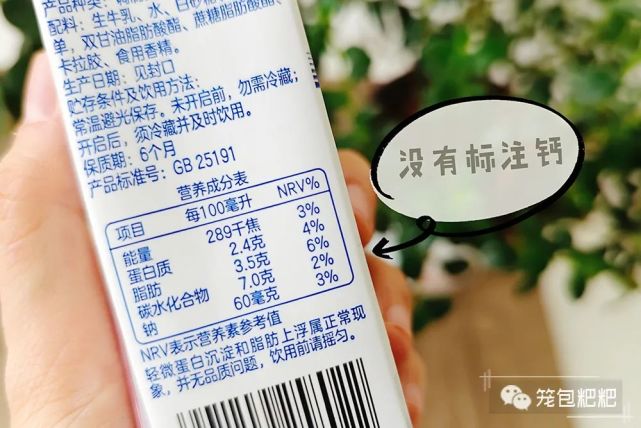 配料：生牛乳、水、白砂糖
单，双甘油脂肪酸酯、蔗糖脂肪酸酯、
卡拉胶、食用香精。
生产日期：见封口
贮存条件及饮用方法：
常温避光保存。未开启前，勿需冷藏；
开启后，须冷藏并及时饮用。
保质期：6个月
产品标准号：GB 25191
营养成分表
项目 每100毫升 NRV%
能量 289千焦 3%
蛋白质 2.4克 4%
脂肪 3.5克 6%
碳水化合物 7.0克 2%
钠 60毫克 3%
NRV表示营养素参考值
轻微蛋白沉淀和脂肪上浮属正常现
象，并无品质问题，饮用前请摇匀。
没有标注钙
笼包粑粑